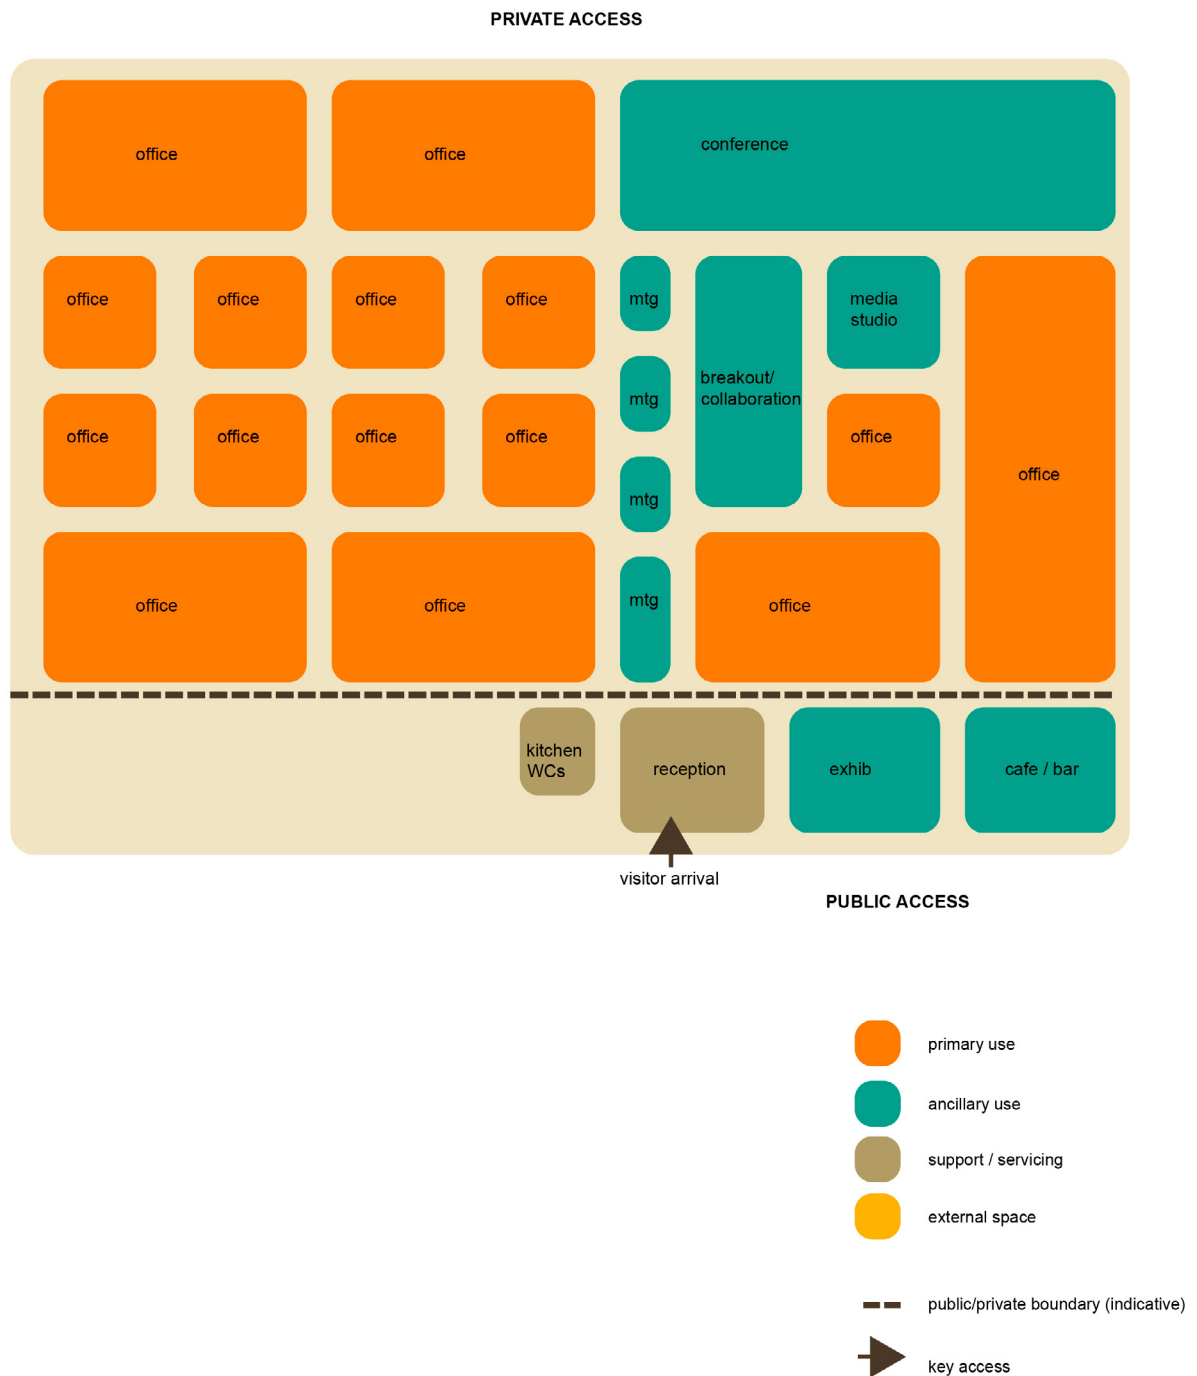 PRIVATE ACCESS
office
office
conference
office
office
office
office
mtg
media
studio
breakout/
collaboration
mtg
office
office
office
office
office
office
mtg
office
office
mtg
office
kitchen
WCs
reception
exhib
cafe / bar
visitor arrival
PUBLIC ACCESS
primary use
ancillary use
support / servicing
external space
public/private boundary (indicative)
key access